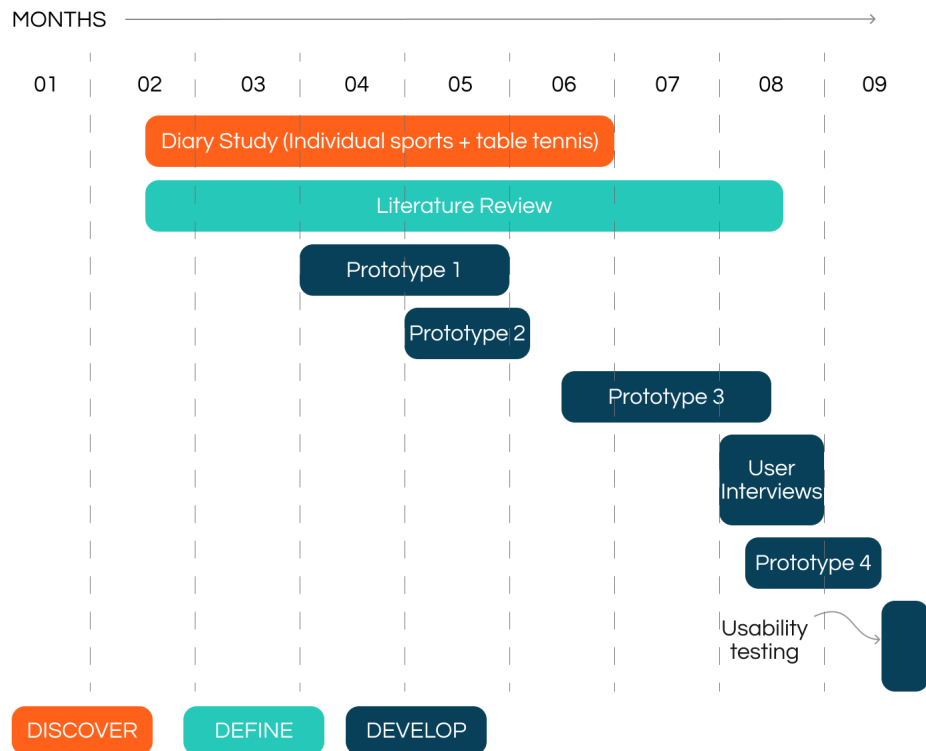 MONTHS
01 02 03 04 05 06 07 08 09
Diary Study (Individual sports + table tennis)
Literature Review
Prototype 1
Prototype 2
Prototype 3
User
Interviews
Prototype 4
Usability
testing
DISCOVER DEFINE DEVELOP